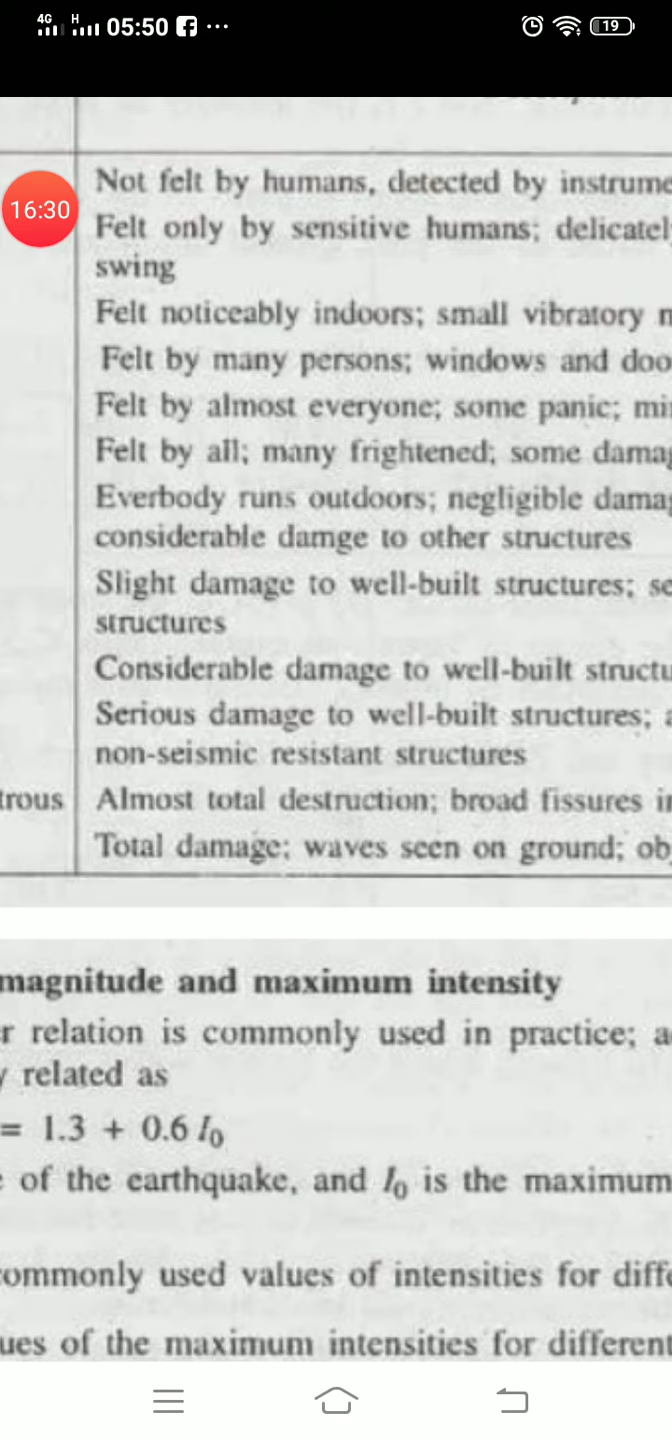 4G H 05:50 ... 19
16:30
Not felt by humans, detected by instrume
Felt only by sensitive humans; delicatel
swing
Felt noticeably indoors; small vibratory
Felt by many persons; windows and doo
Felt by almost everyone; some panic; mi
Felt by all; many frightened; some damag
Everbody runs outdoors; negligible damag
considerable damge to other structures
Slight damage to well-built structures; se
structures
Considerable damage to well-built structu
Serious damage to well-built structures; a
non-seismic resistant structures
trous Almost total destruction; broad fissures i
Total damage; waves seen on ground; ob
magnitude and maximum intensity
r relation is commonly used in practice; a
y related as
= 1.3 + 0.6 I₀
e of the earthquake, and I₀ is the maximum
commonly used values of intensities for diffe
ues of the maximum intensities for different